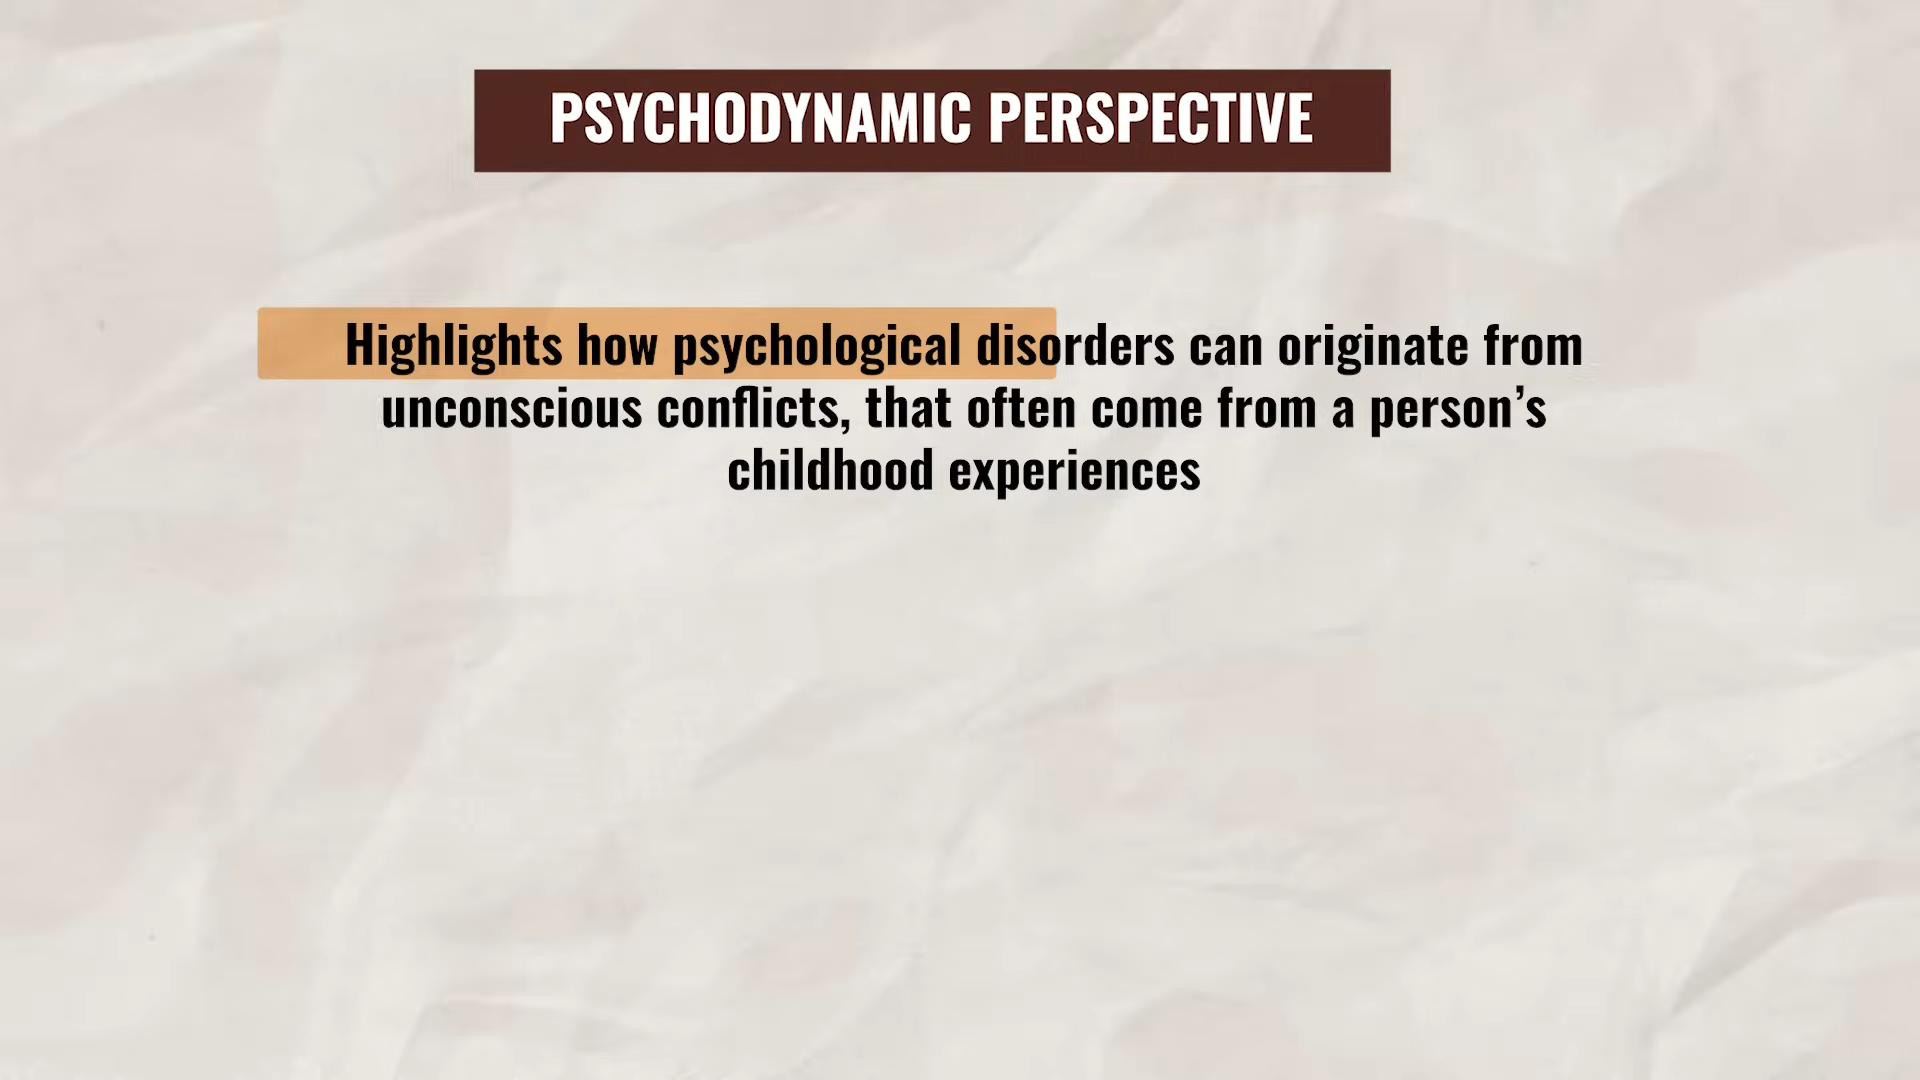 PSYCHODYNAMIC PERSPECTIVE
Highlights how psychological disorders can originate from
unconscious conflicts, that often come from a person’s
childhood experiences